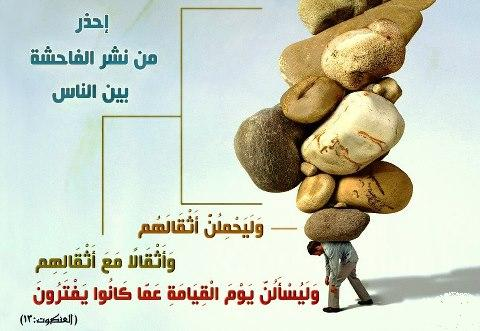 إحذر
من نشر الفاحشة
بين الناس
وَلَيَحْمِلُنَّ أَثْقَالَهُم
وَأَثْقَالًا مَعَ أَثْقَالِهِم
وَلَيُسْأَلُنَّ يَوْمَ الْقِيَامَةِ عَمَّا كَانُوا يَفْتَرُونَ
(العنكبوت:١٣)